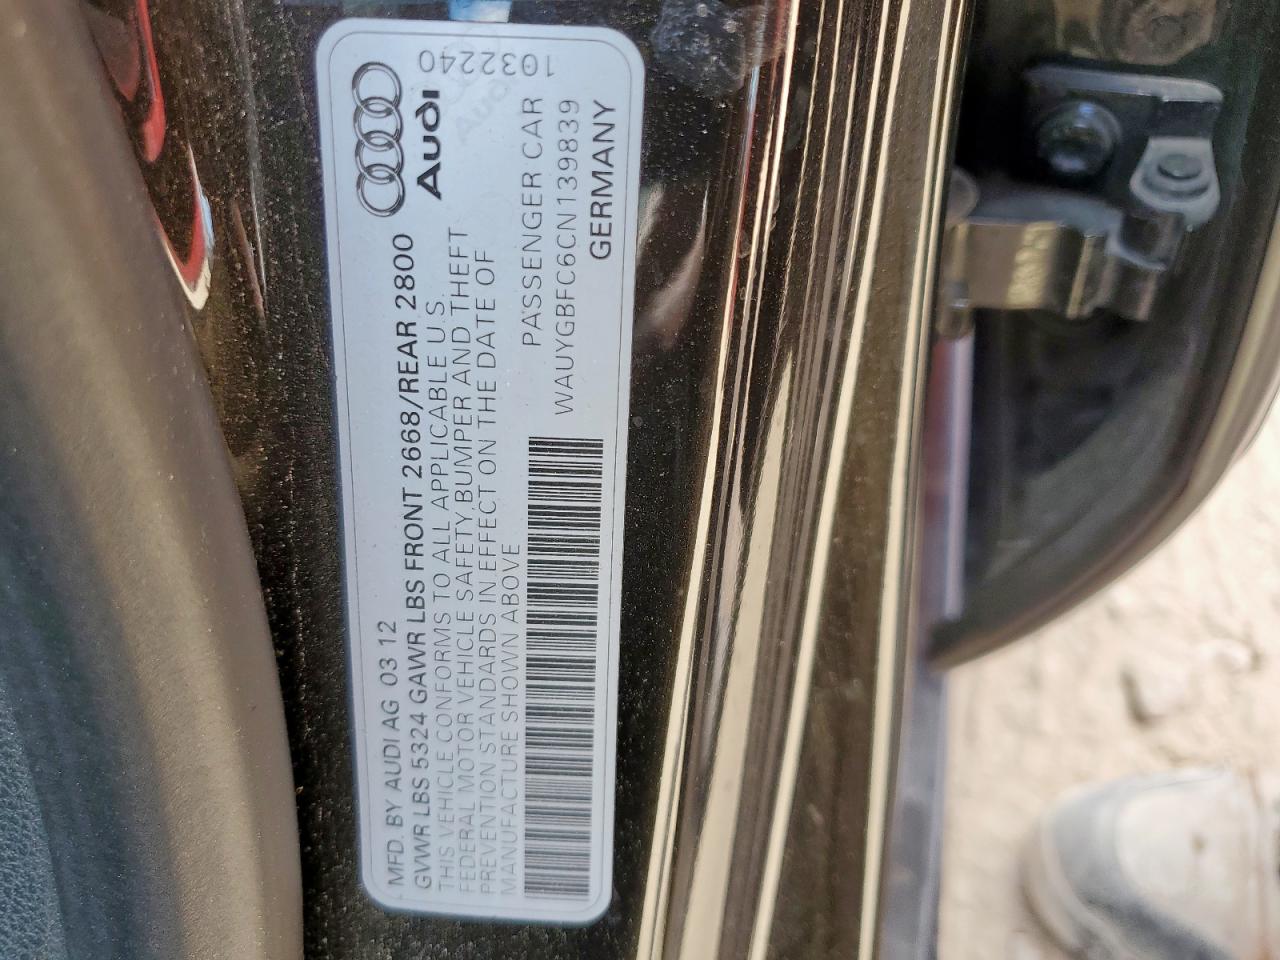 MFD. BY AUDI AG 03 12
GVWR LBS 5324 GAWR LBS FRONT 2668/REAR 2800
THIS VEHICLE CONFORMS TO ALL APPLICABLE U S.
FEDERAL MOTOR VEHICLE SAFETY, BUMPER AND THEFT
PREVENTION STANDARDS IN EFFECT ON THE DATE OF
MANUFACTURE SHOWN ABOVE
Audi
1032240
PASSENGER CAR
WAUYGBFC6CN139839
GERMANY